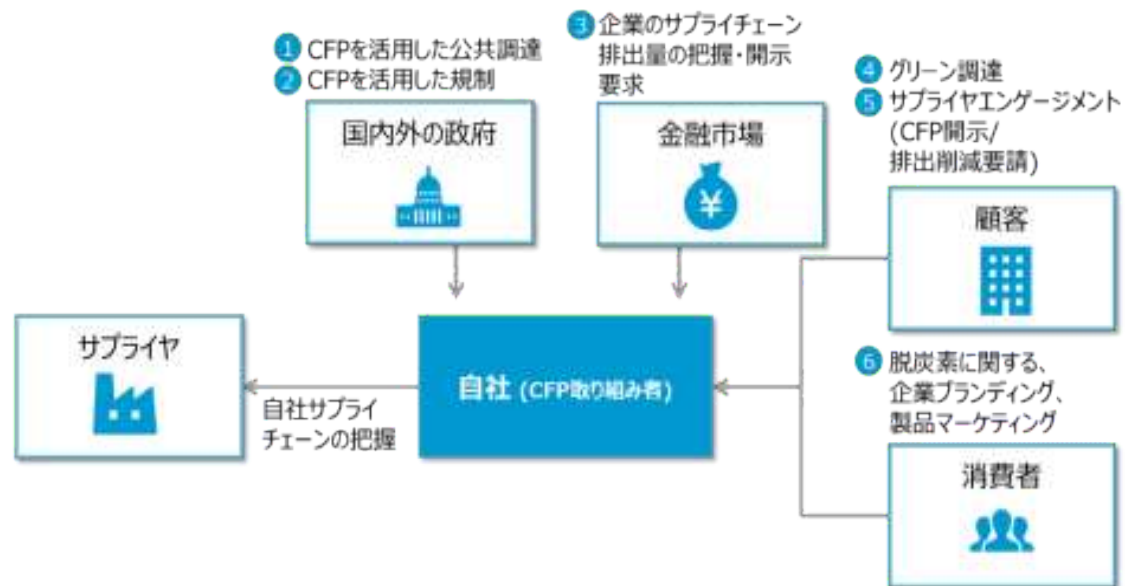 ① CFPを活用した公共調達
② CFPを活用した規制
国内外の政府
③ 企業のサプライチェーン
排出量の把握・開示
要求
金融市場
¥
④ グリーン調達
⑤ サプライヤエンゲージメント
(CFP開示/
排出削減要請)
顧客
サプライヤ
自社サプライ
チェーンの把握
自社 (CFP取り組み者)
⑥ 脱炭素に関する、
企業ブランディング、
製品マーケティング
消費者